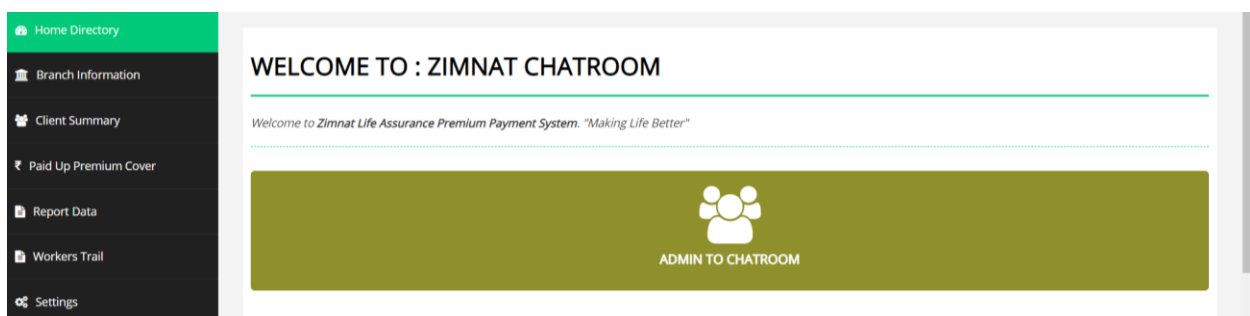 Home Directory
Branch Information
Client Summary
₹ Paid Up Premium Cover
Report Data
Workers Trail
Settings
WELCOME TO : ZIMNAT CHATROOM
Welcome to Zimnat Life Assurance Premium Payment System. "Making Life Better"
ADMIN TO CHATROOM